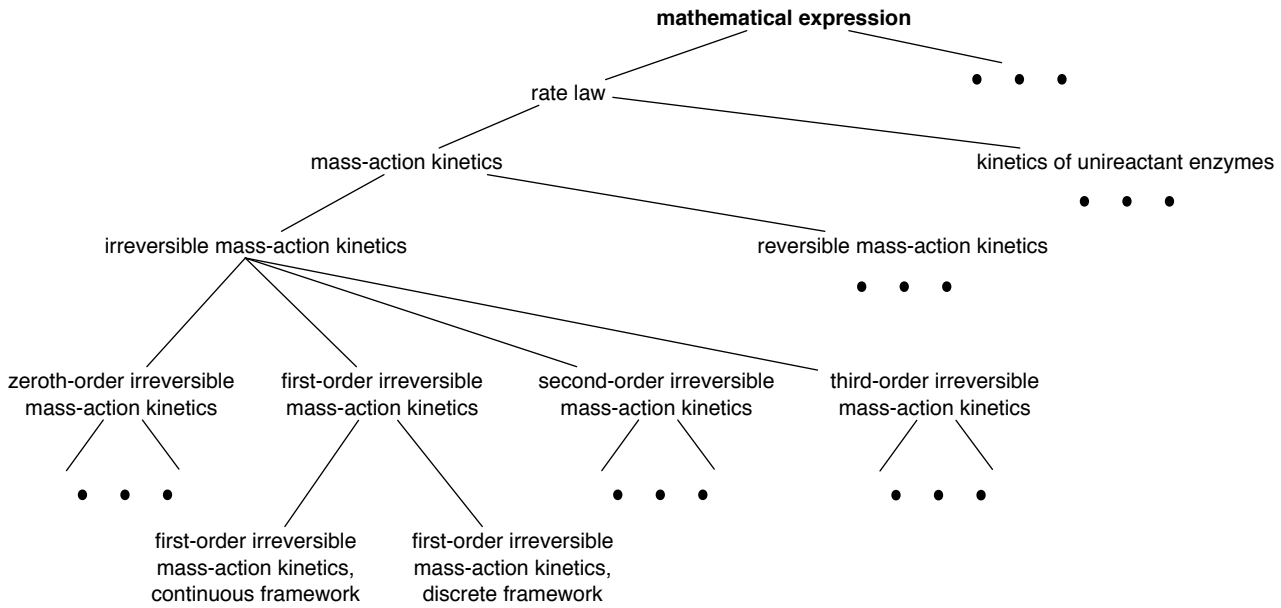 mathematical expression
rate law
mass-action kinetics
kinetics of unireactant enzymes
irreversible mass-action kinetics
reversible mass-action kinetics
zeroth-order irreversible
mass-action kinetics
first-order irreversible
mass-action kinetics
second-order irreversible
mass-action kinetics
third-order irreversible
mass-action kinetics
first-order irreversible
mass-action kinetics,
continuous framework
first-order irreversible
mass-action kinetics,
discrete framework